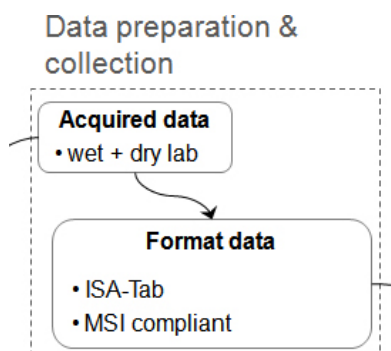 Data preparation &
collection
Acquired data
• wet + dry lab
Format data
• ISA-Tab
• MSI compliant